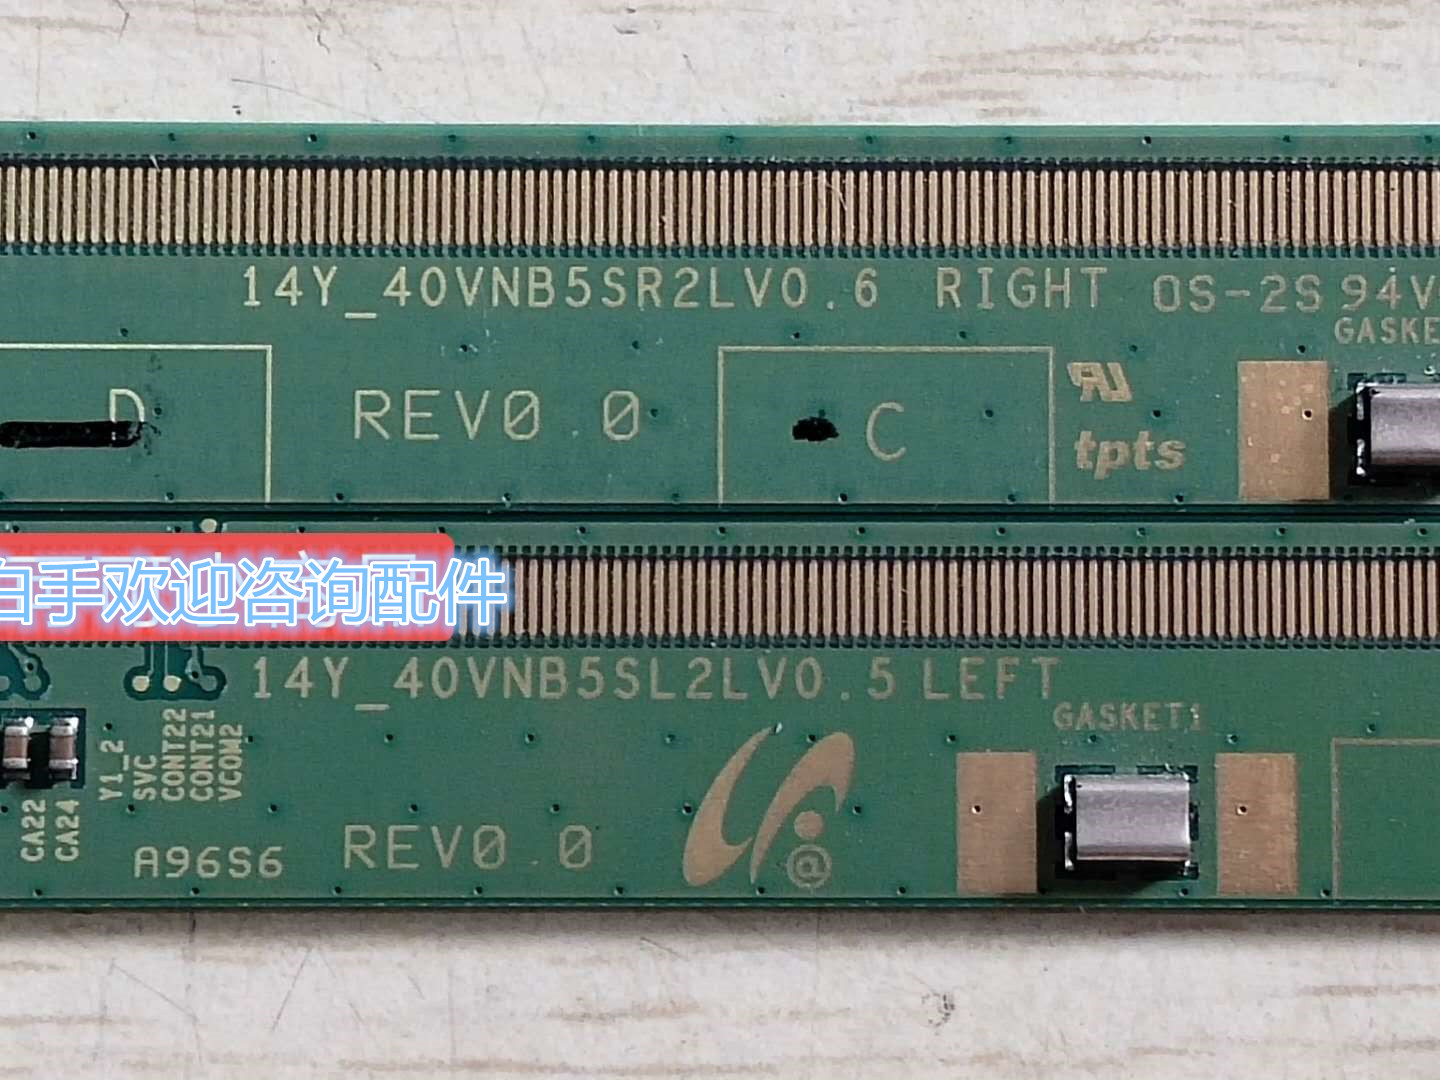 14Y_40VNB5SR2LV0.6 RIGHT OS-2S 94V
GASKE
D
REV0.0
C
RU
tpts
白手欢迎咨询配件
14Y_40VNB5SL2LV0.5 LEFT
GASKET1
Y1_2
SVC
CONT22
CONT21
VCOM2
CA22
CA24
A96S6
REV0.0
@